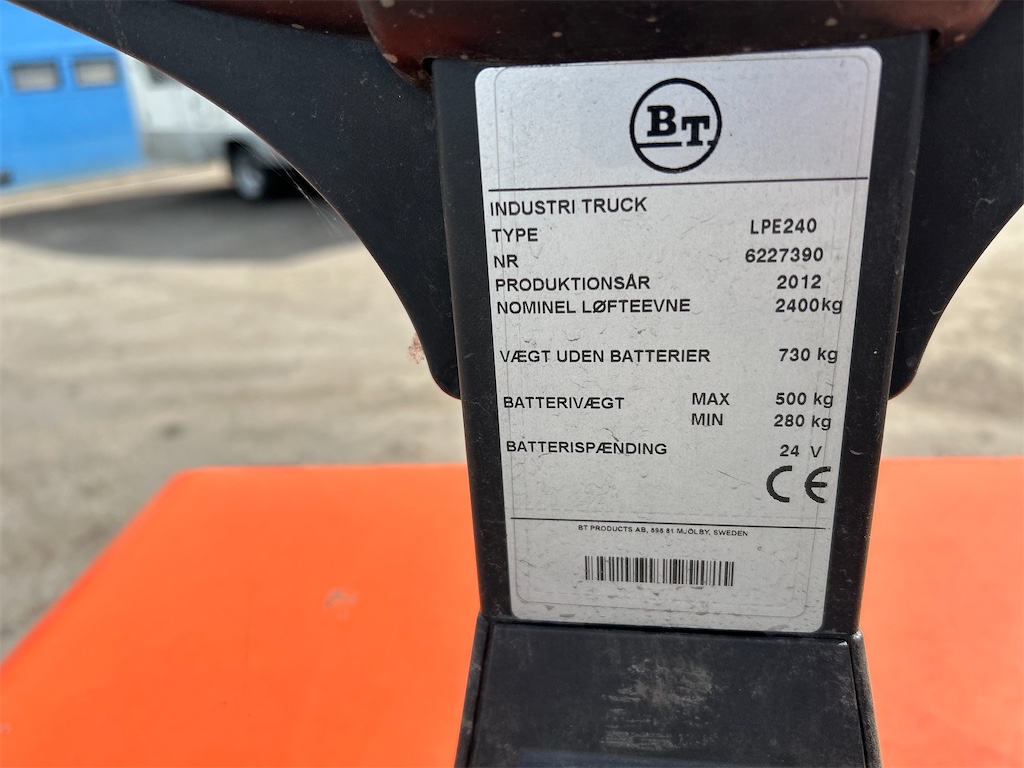 BT
INDUSTRI TRUCK
TYPE LPE240
NR 6227390
PRODUKTIONSÅR 2012
NOMINEL LØFTEEVNE 2400kg
VÆGT UDEN BATTERIER 730 kg
BATTERIVÆGT MAX 500 kg
MIN 280 kg
BATTERISPÆNDING 24 V
CE
BT PRODUCTS AB, 595 81 MJÖLBY, SWEDEN